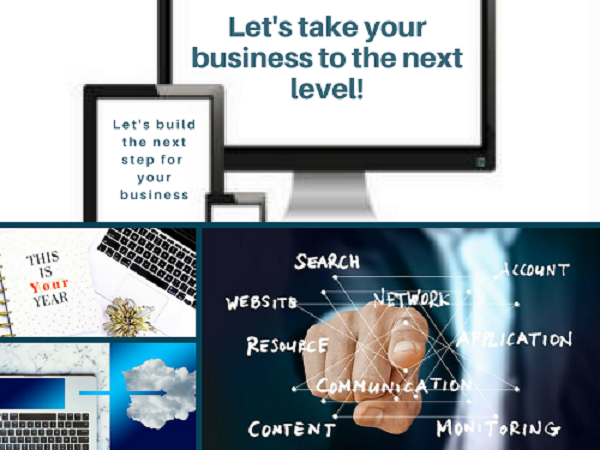 Let's take your
business to the next
level!
Let's build
the next
step for
your
business
THIS
IS
Your
YEAR
SEARCH
ACCOUNT
WEBSITE
NETWORK
RESOURCE
APPLICATION
COMMUNICATION
CONTENT
MONITORING